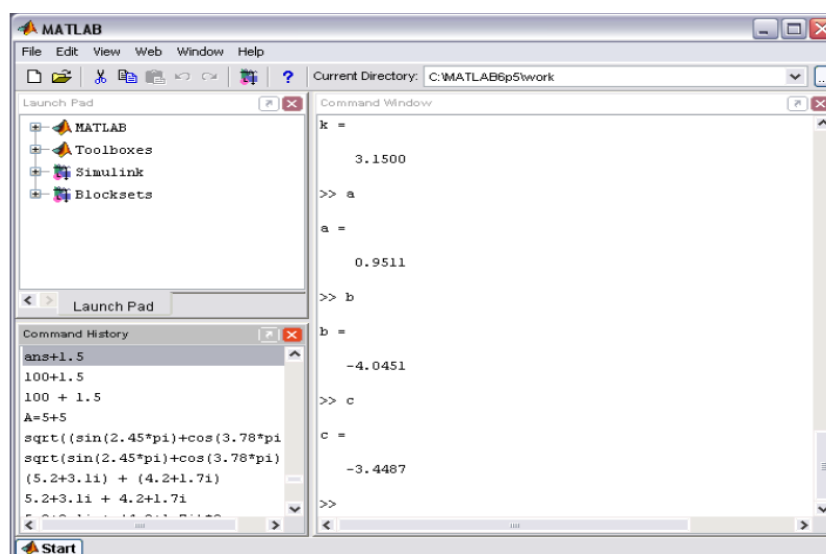 MATLAB
File Edit View Web Window Help
? Current Directory: C:\MATLAB6p5\work
Launch Pad
MATLAB
Toolboxes
Simulink
Blocksets
Launch Pad
Command History
ans+1.5
100+1.5
100 + 1.5
A=5+5
sqrt((sin(2.45*pi)+cos(3.78*pi
sqrt(sin(2.45*pi)+cos(3.78*pi)
(5.2+3.1i) + (4.2+1.7i)
5.2+3.1i + 4.2+1.7i
Command Window
k =
3.1500
>> a
a =
0.9511
>> b
b =
-4.0451
>> c
c =
-3.4487
>>
Start